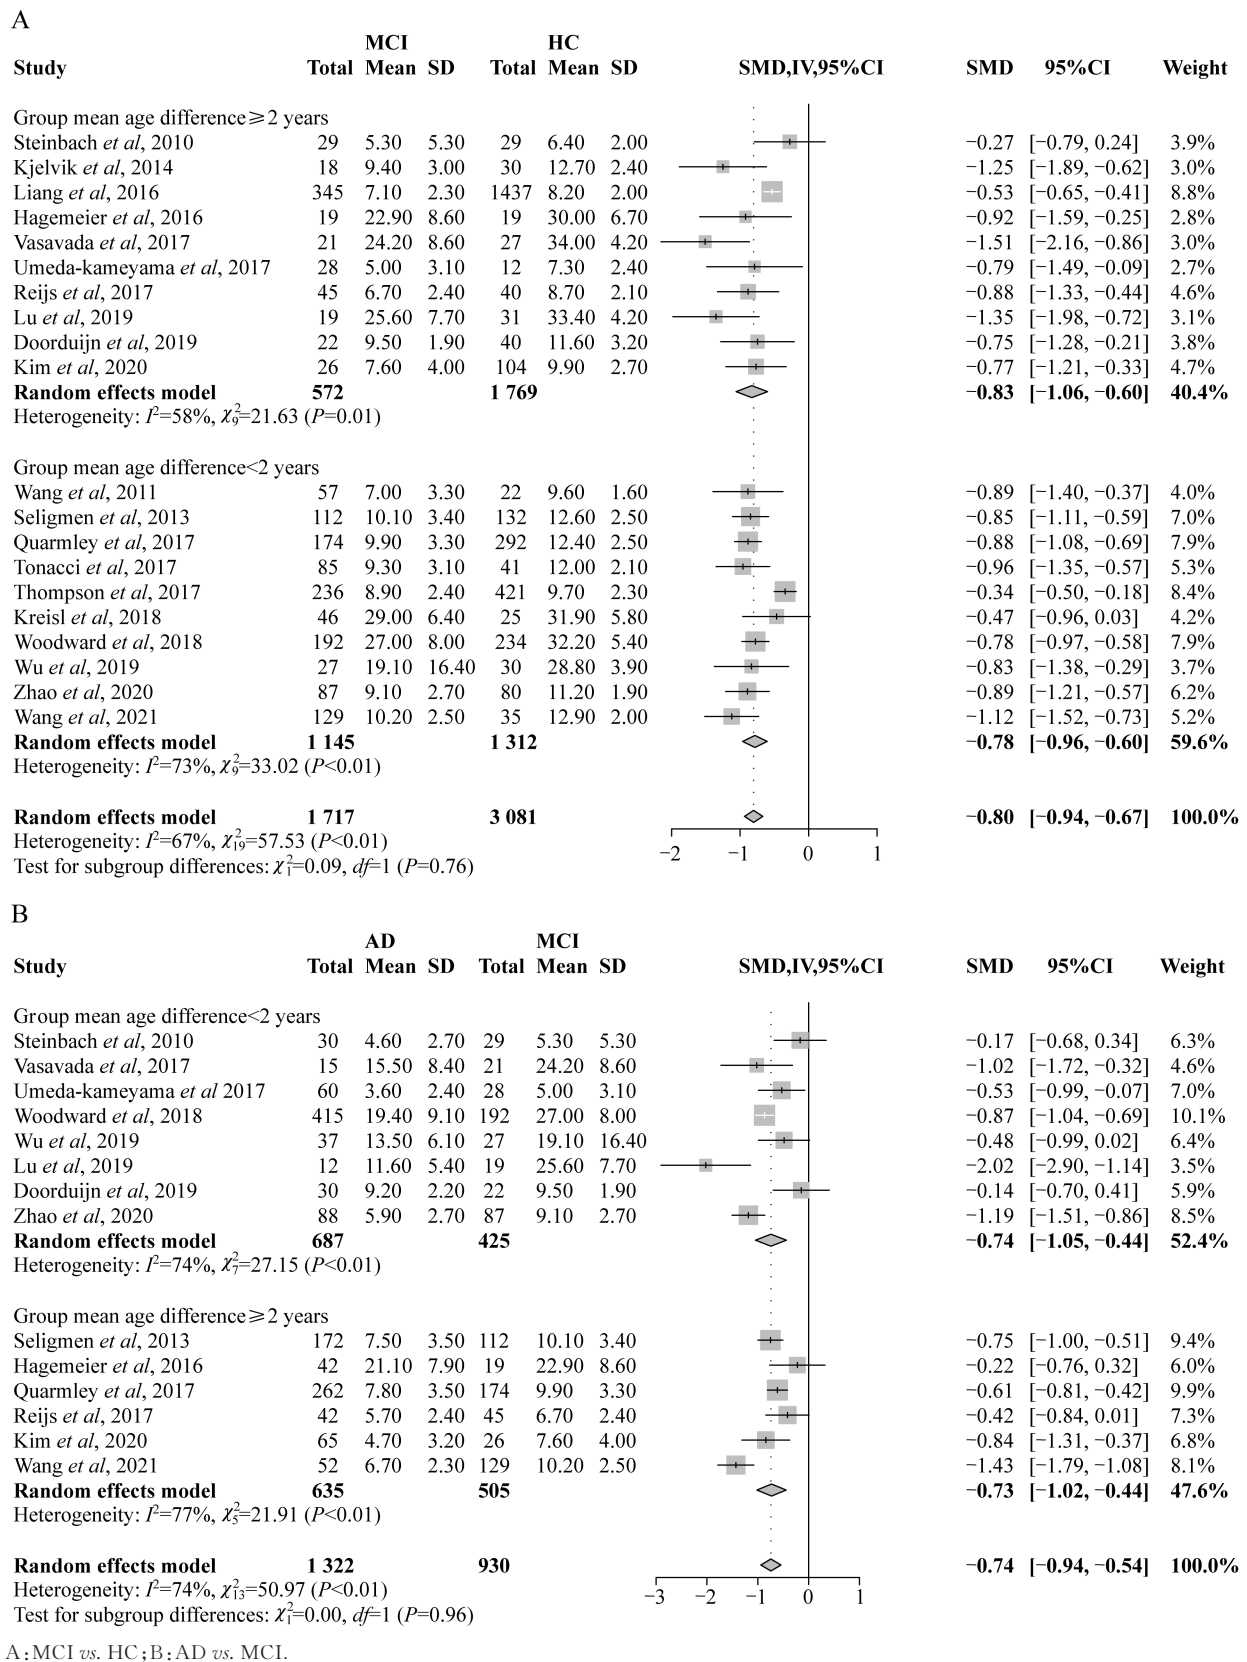 A
MCI HC
Study Total Mean SD Total Mean SD SMD,IV,95%CI SMD 95%CI Weight
Group mean age difference⩾2 years
Steinbach et al, 2010 29 5.30 5.30 29 6.40 2.00 −0.27 [−0.79, 0.24] 3.9%
Kjelvik et al, 2014 18 9.40 3.00 30 12.70 2.40 −1.25 [−1.89, −0.62] 3.0%
Liang et al, 2016 345 7.10 2.30 1437 8.20 2.00 −0.53 [−0.65, −0.41] 8.8%
Hagemeier et al, 2016 19 22.90 8.60 19 30.00 6.70 −0.92 [−1.59, −0.25] 2.8%
Vasavada et al, 2017 21 24.20 8.60 27 34.00 4.20 −1.51 [−2.16, −0.86] 3.0%
Umeda-kameyama et al, 2017 28 5.00 3.10 12 7.30 2.40 −0.79 [−1.49, −0.09] 2.7%
Reijs et al, 2017 45 6.70 2.40 40 8.70 2.10 −0.88 [−1.33, −0.44] 4.6%
Lu et al, 2019 19 25.60 7.70 31 33.40 4.20 −1.35 [−1.98, −0.72] 3.1%
Doorduijn et al, 2019 22 9.50 1.90 40 11.60 3.20 −0.75 [−1.28, −0.21] 3.8%
Kim et al, 2020 26 7.60 4.00 104 9.90 2.70 −0.77 [−1.21, −0.33] 4.7%
Random effects model 572 1 769 −0.83 [−1.06, −0.60] 40.4%
Heterogeneity: I²=58%, χ²₉=21.63 (P=0.01)
Group mean age difference<2 years
Wang et al, 2011 57 7.00 3.30 22 9.60 1.60 −0.89 [−1.40, −0.37] 4.0%
Seligmen et al, 2013 112 10.10 3.40 132 12.60 2.50 −0.85 [−1.11, −0.59] 7.0%
Quarmley et al, 2017 174 9.90 3.30 292 12.40 2.50 −0.88 [−1.08, −0.69] 7.9%
Tonacci et al, 2017 85 9.30 3.10 41 12.00 2.10 −0.96 [−1.35, −0.57] 5.3%
Thompson et al, 2017 236 8.90 2.40 421 9.70 2.30 −0.34 [−0.50, −0.18] 8.4%
Kreisl et al, 2018 46 29.00 6.40 25 31.90 5.80 −0.47 [−0.96, 0.03] 4.2%
Woodward et al, 2018 192 27.00 8.00 234 32.20 5.40 −0.78 [−0.97, −0.58] 7.9%
Wu et al, 2019 27 19.10 16.40 30 28.80 3.90 −0.83 [−1.38, −0.29] 3.7%
Zhao et al, 2020 87 9.10 2.70 80 11.20 1.90 −0.89 [−1.21, −0.57] 6.2%
Wang et al, 2021 129 10.20 2.50 35 12.90 2.00 −1.12 [−1.52, −0.73] 5.2%
Random effects model 1 145 1 312 −0.78 [−0.96, −0.60] 59.6%
Heterogeneity: I²=73%, χ²₉=33.02 (P<0.01)
Random effects model 1 717 3 081 −0.80 [−0.94, −0.67] 100.0%
Heterogeneity: I²=67%, χ²₁₉=57.53 (P<0.01)
−2 −1 0 1
Test for subgroup differences: χ²₁=0.09, df=1 (P=0.76)
B
AD MCI
Study Total Mean SD Total Mean SD SMD,IV,95%CI SMD 95%CI Weight
Group mean age difference<2 years
Steinbach et al, 2010 30 4.60 2.70 29 5.30 5.30 −0.17 [−0.68, 0.34] 6.3%
Vasavada et al, 2017 15 15.50 8.40 21 24.20 8.60 −1.02 [−1.72, −0.32] 4.6%
Umeda-kameyama et al 2017 60 3.60 2.40 28 5.00 3.10 −0.53 [−0.99, −0.07] 7.0%
Woodward et al, 2018 415 19.40 9.10 192 27.00 8.00 −0.87 [−1.04, −0.69] 10.1%
Wu et al, 2019 37 13.50 6.10 27 19.10 16.40 −0.48 [−0.99, 0.02] 6.4%
Lu et al, 2019 12 11.60 5.40 19 25.60 7.70 −2.02 [−2.90, −1.14] 3.5%
Doorduijn et al, 2019 30 9.20 2.20 22 9.50 1.90 −0.14 [−0.70, 0.41] 5.9%
Zhao et al, 2020 88 5.90 2.70 87 9.10 2.70 −1.19 [−1.51, −0.86] 8.5%
Random effects model 687 425 −0.74 [−1.05, −0.44] 52.4%
Heterogeneity: I²=74%, χ²₇=27.15 (P<0.01)
Group mean age difference⩾2 years
Seligmen et al, 2013 172 7.50 3.50 112 10.10 3.40 −0.75 [−1.00, −0.51] 9.4%
Hagemeier et al, 2016 42 21.10 7.90 19 22.90 8.60 −0.22 [−0.76, 0.32] 6.0%
Quarmley et al, 2017 262 7.80 3.50 174 9.90 3.30 −0.61 [−0.81, −0.42] 9.9%
Reijs et al, 2017 42 5.70 2.40 45 6.70 2.40 −0.42 [−0.84, 0.01] 7.3%
Kim et al, 2020 65 4.70 3.20 26 7.60 4.00 −0.84 [−1.31, −0.37] 6.8%
Wang et al, 2021 52 6.70 2.30 129 10.20 2.50 −1.43 [−1.79, −1.08] 8.1%
Random effects model 635 505 −0.73 [−1.02, −0.44] 47.6%
Heterogeneity: I²=77%, χ²₅=21.91 (P<0.01)
Random effects model 1 322 930 −0.74 [−0.94, −0.54] 100.0%
Heterogeneity: I²=74%, χ²₁₃=50.97 (P<0.01)
−3 −2 −1 0 1
Test for subgroup differences: χ²₁=0.00, df=1 (P=0.96)
A:MCI vs. HC;B:AD vs. MCI.